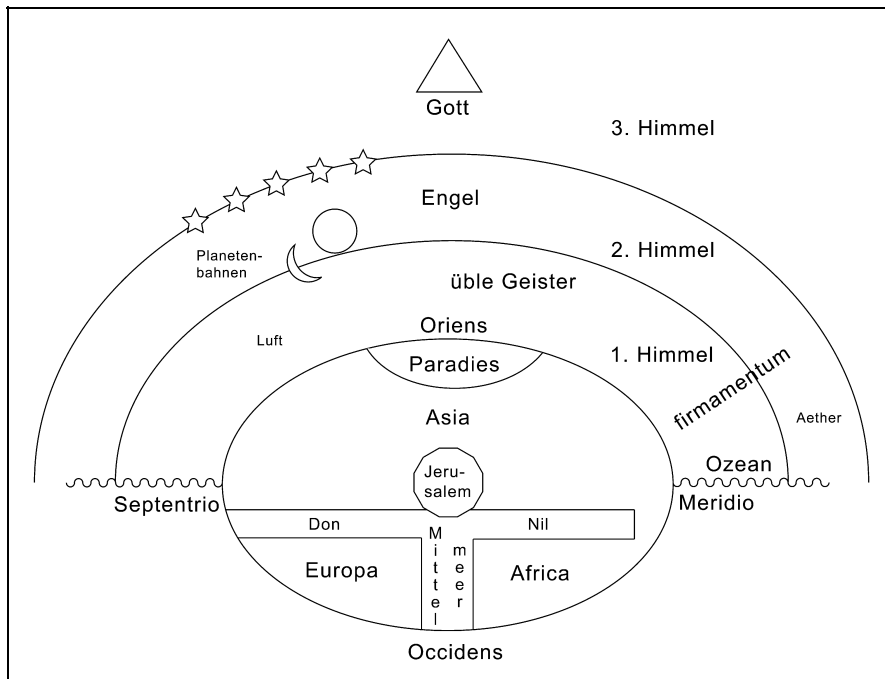 Gott
3. Himmel
Engel
Planeten-
bahnen
2. Himmel
üble Geister
Oriens
Luft
1. Himmel
Paradies
firmamentum
Asia
Aether
Jeru-
salem
Ozean
Septentrio
Meridio
Don
Nil
Mittel
meer
Europa
Africa
Occidens